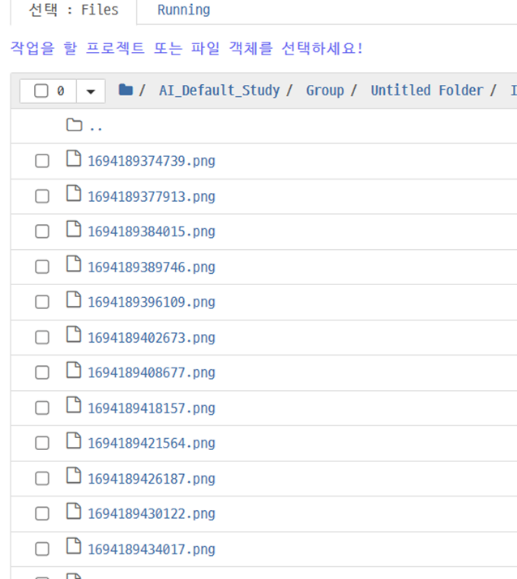 선택 : Files Running
작업을 할 프로젝트 또는 파일 객체를 선택하세요!
0 / AI_Default_Study / Group / Untitled Folder /
..
1694189374739.png
1694189377913.png
1694189384015.png
1694189389746.png
1694189396109.png
1694189402673.png
1694189408677.png
1694189418157.png
1694189421564.png
1694189426187.png
1694189430122.png
1694189434017.png